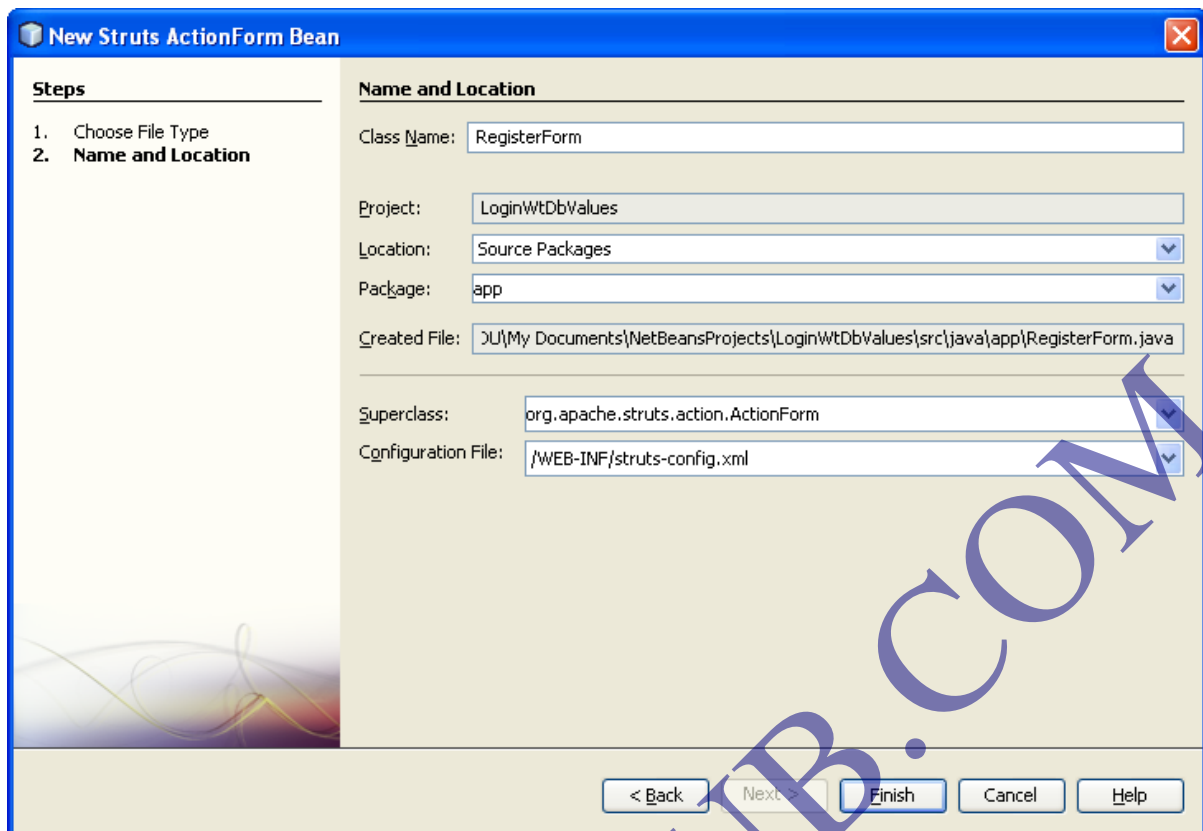 New Struts ActionForm Bean
Steps
1. Choose File Type
2. Name and Location
Name and Location
Class Name: RegisterForm
Project: LoginWtDbValues
Location: Source Packages
Package: app
Created File: OU\My Documents\NetBeansProjects\LoginWtDbValues\src\java\app\RegisterForm.java
Superclass: org.apache.struts.action.ActionForm
Configuration File: /WEB-INF/struts-config.xml
< Back Next > Finish Cancel Help
UB.COM